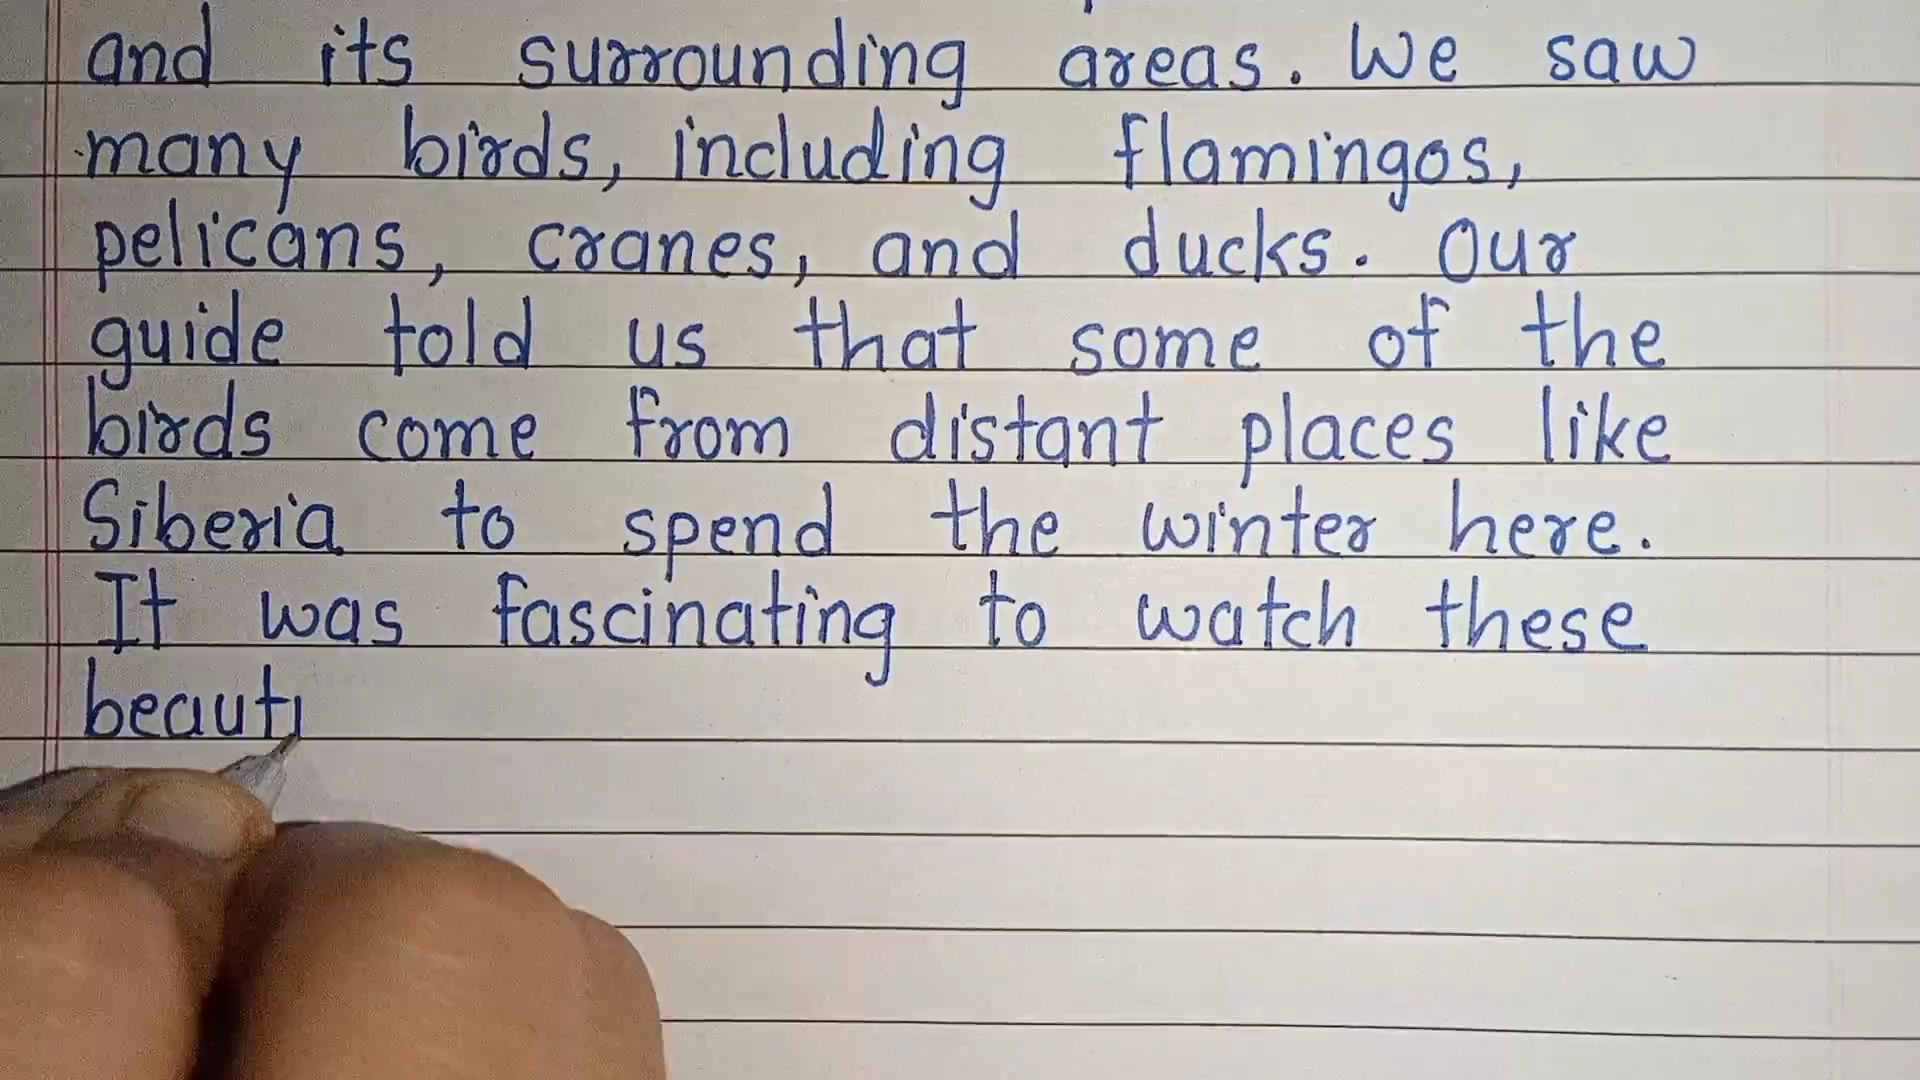 and its surrounding areas. We saw
many birds, including flamingos,
pelicans, cranes, and ducks. Our
guide told us that some of the
birds come from distant places like
Siberia to spend the winter here.
It was fascinating to watch these
beauti